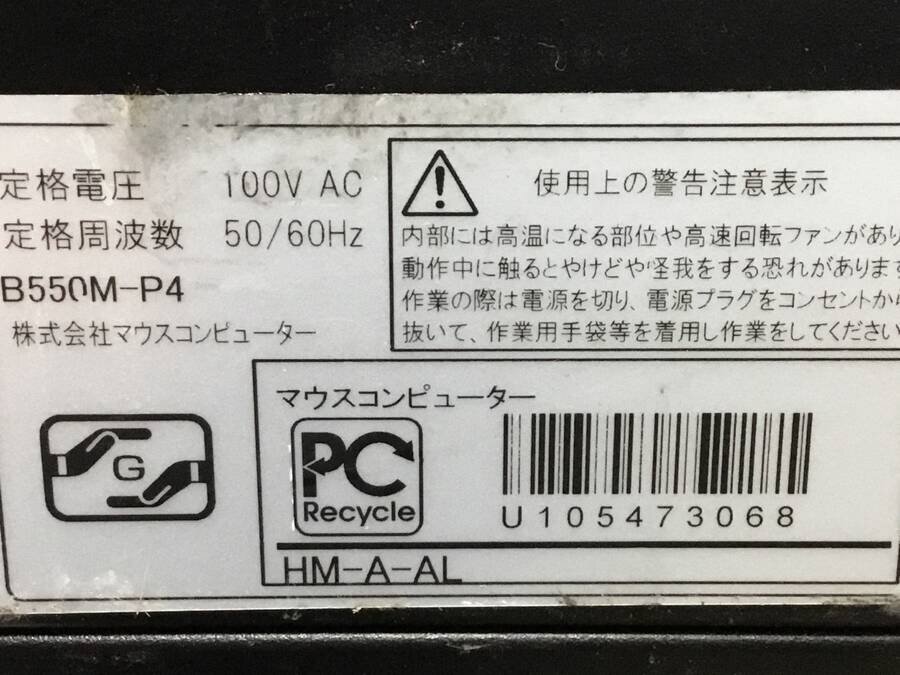 定格電圧 100V AC
定格周波数 50/60Hz
B550M-P4
株式会社マウスコンピューター
使用上の警告注意表示
内部には高温になる部位や高速回転ファンがあり
動作中に触るとやけどや怪我をする恐れがあります
作業の際は電源を切り、電源プラグをコンセントから
抜いて、作業用手袋等を着用し作業をしてください
G
マウスコンピューター
PC
Recycle
U105473068
HM-A-AL